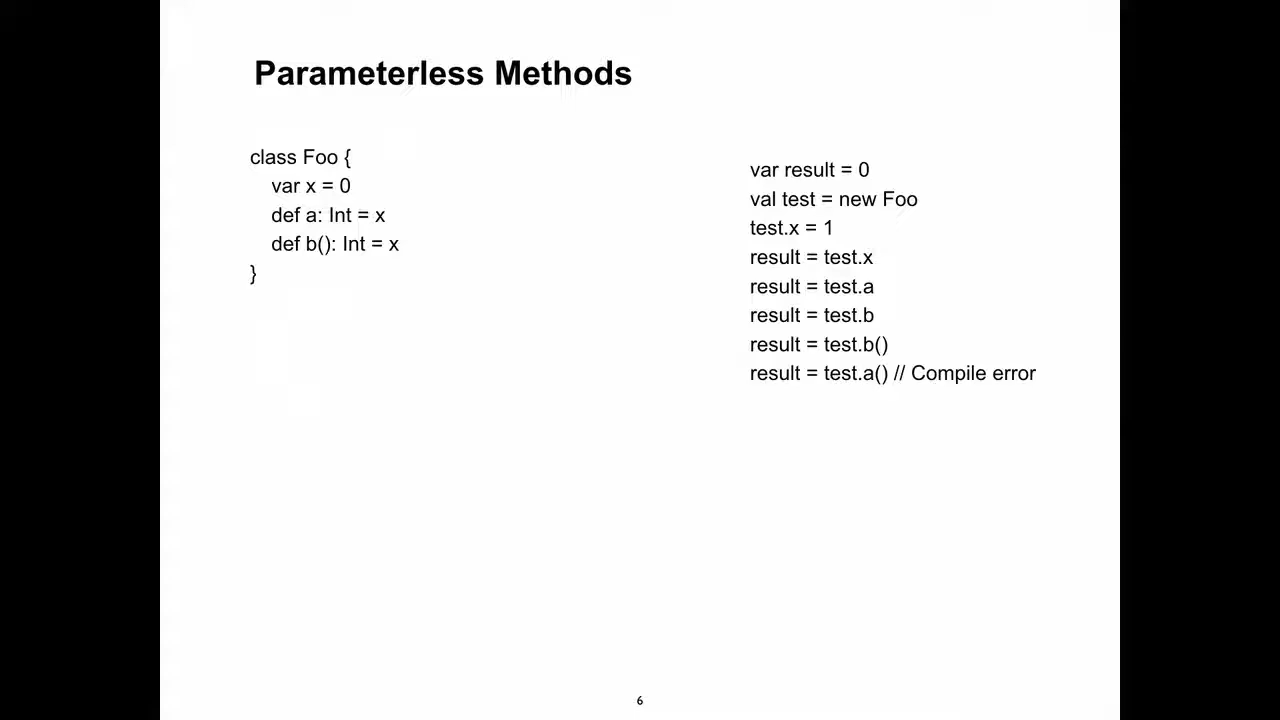 Parameterless Methods
class Foo {
var x = 0
def a: Int = x
def b(): Int = x
}
var result = 0
val test = new Foo
test.x = 1
result = test.x
result = test.a
result = test.b
result = test.b()
result = test.a() // Compile error
6